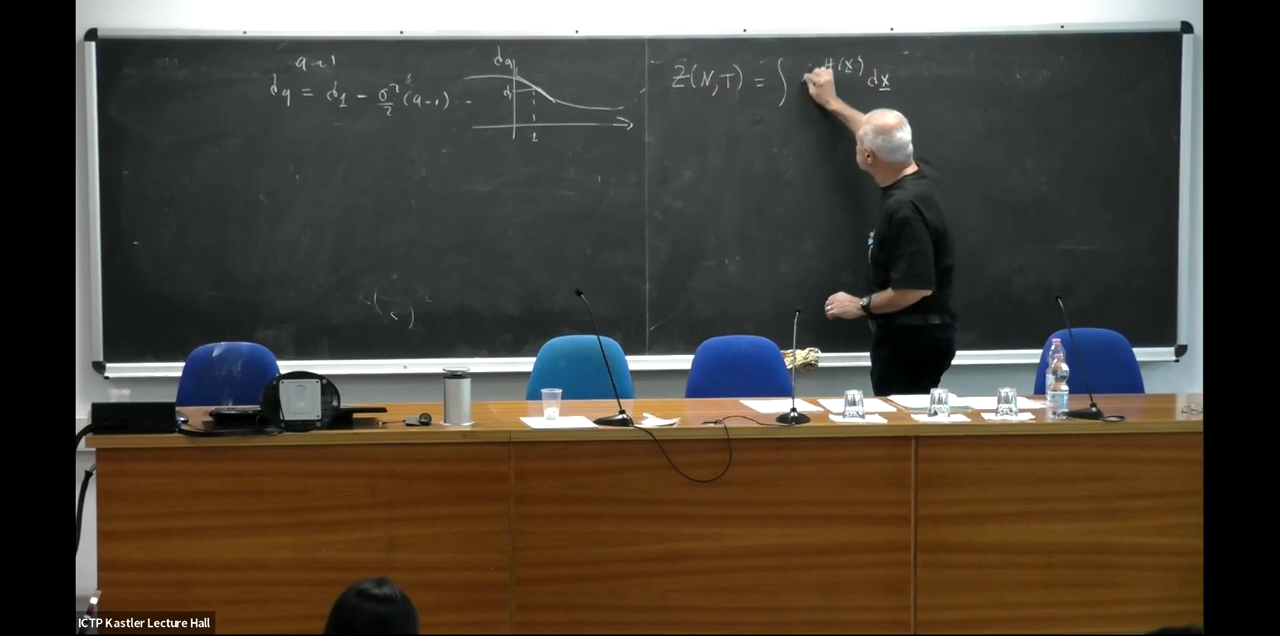 q→1
d_q = d_1 - σ²/2 (q-1) ..
d_q
d_1
1
Z(N,T) = ∫ H(x) dx
ICTP Kastler Lecture Hall